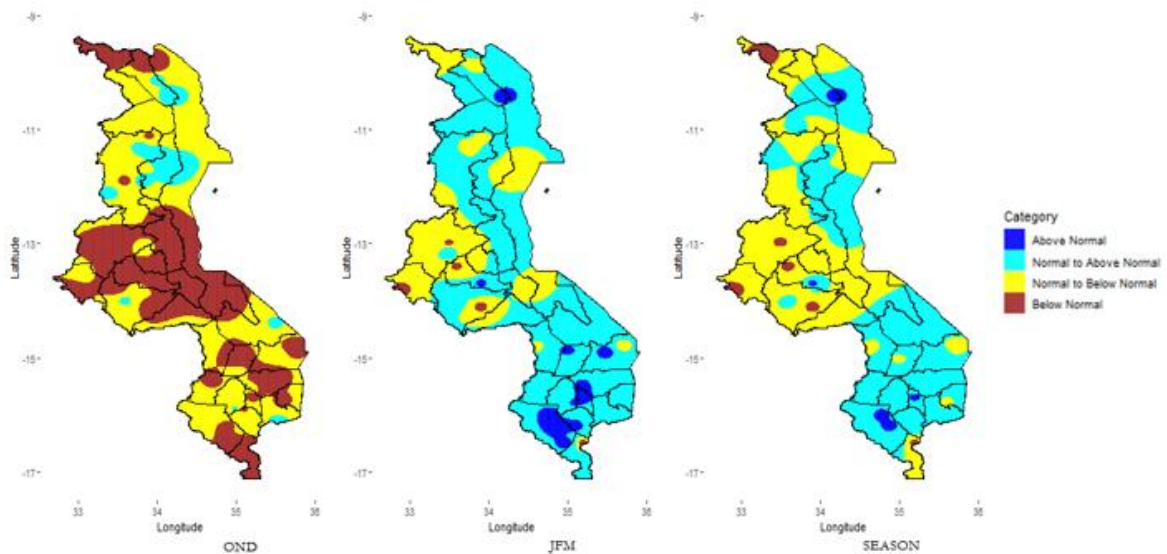 -9
-11
-13
-15
-17
Latitude
33
34
35
36
Longitude
OND
-9
-11
-13
-15
-17
Latitude
33
34
35
36
Longitude
JFM
-9
-11
-13
-15
-17
Latitude
33
34
35
36
Longitude
SEASON
Category
Above Normal
Normal to Above Normal
Normal to Below Normal
Below Normal